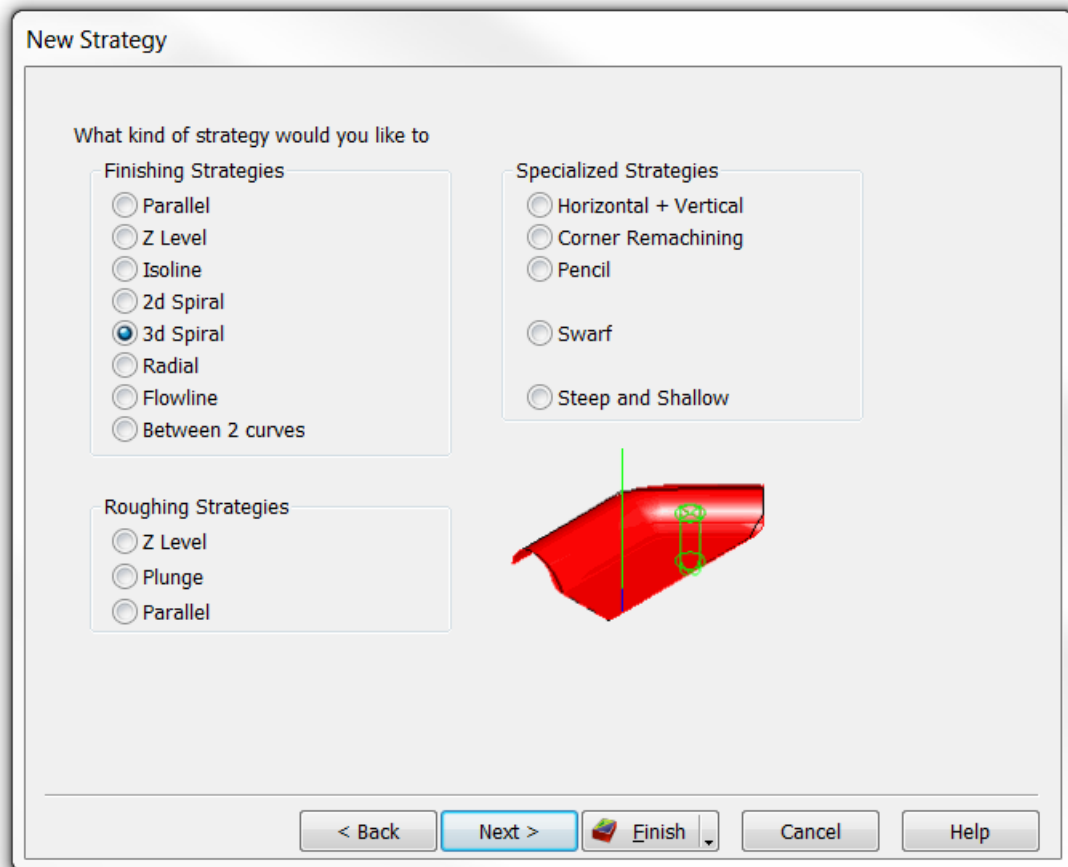 New Strategy
What kind of strategy would you like to
Finishing Strategies
Parallel
Z Level
Isoline
2d Spiral
3d Spiral
Radial
Flowline
Between 2 curves
Specialized Strategies
Horizontal + Vertical
Corner Remachining
Pencil
Swarf
Steep and Shallow
Roughing Strategies
Z Level
Plunge
Parallel
< Back Next > Finish Cancel Help